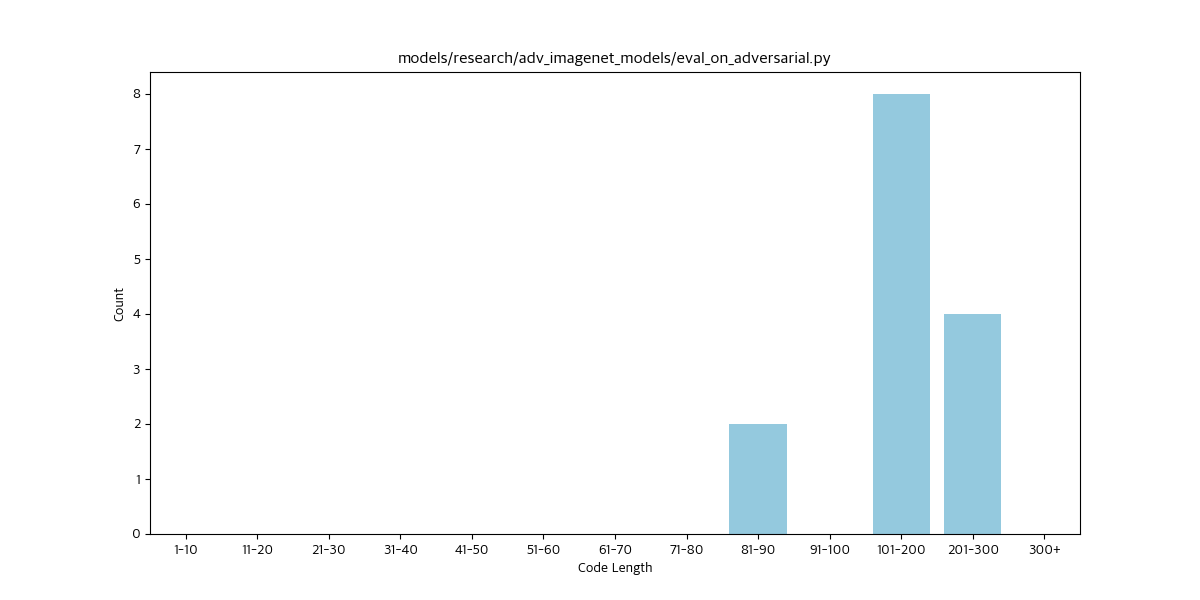 models/research/adv_imagenet_models/eval_on_adversarial.py
8
7
6
5
4
3
2
1
0
Count
1-10 11-20 21-30 31-40 41-50 51-60 61-70 71-80 81-90 91-100 101-200 201-300 300+
Code Length